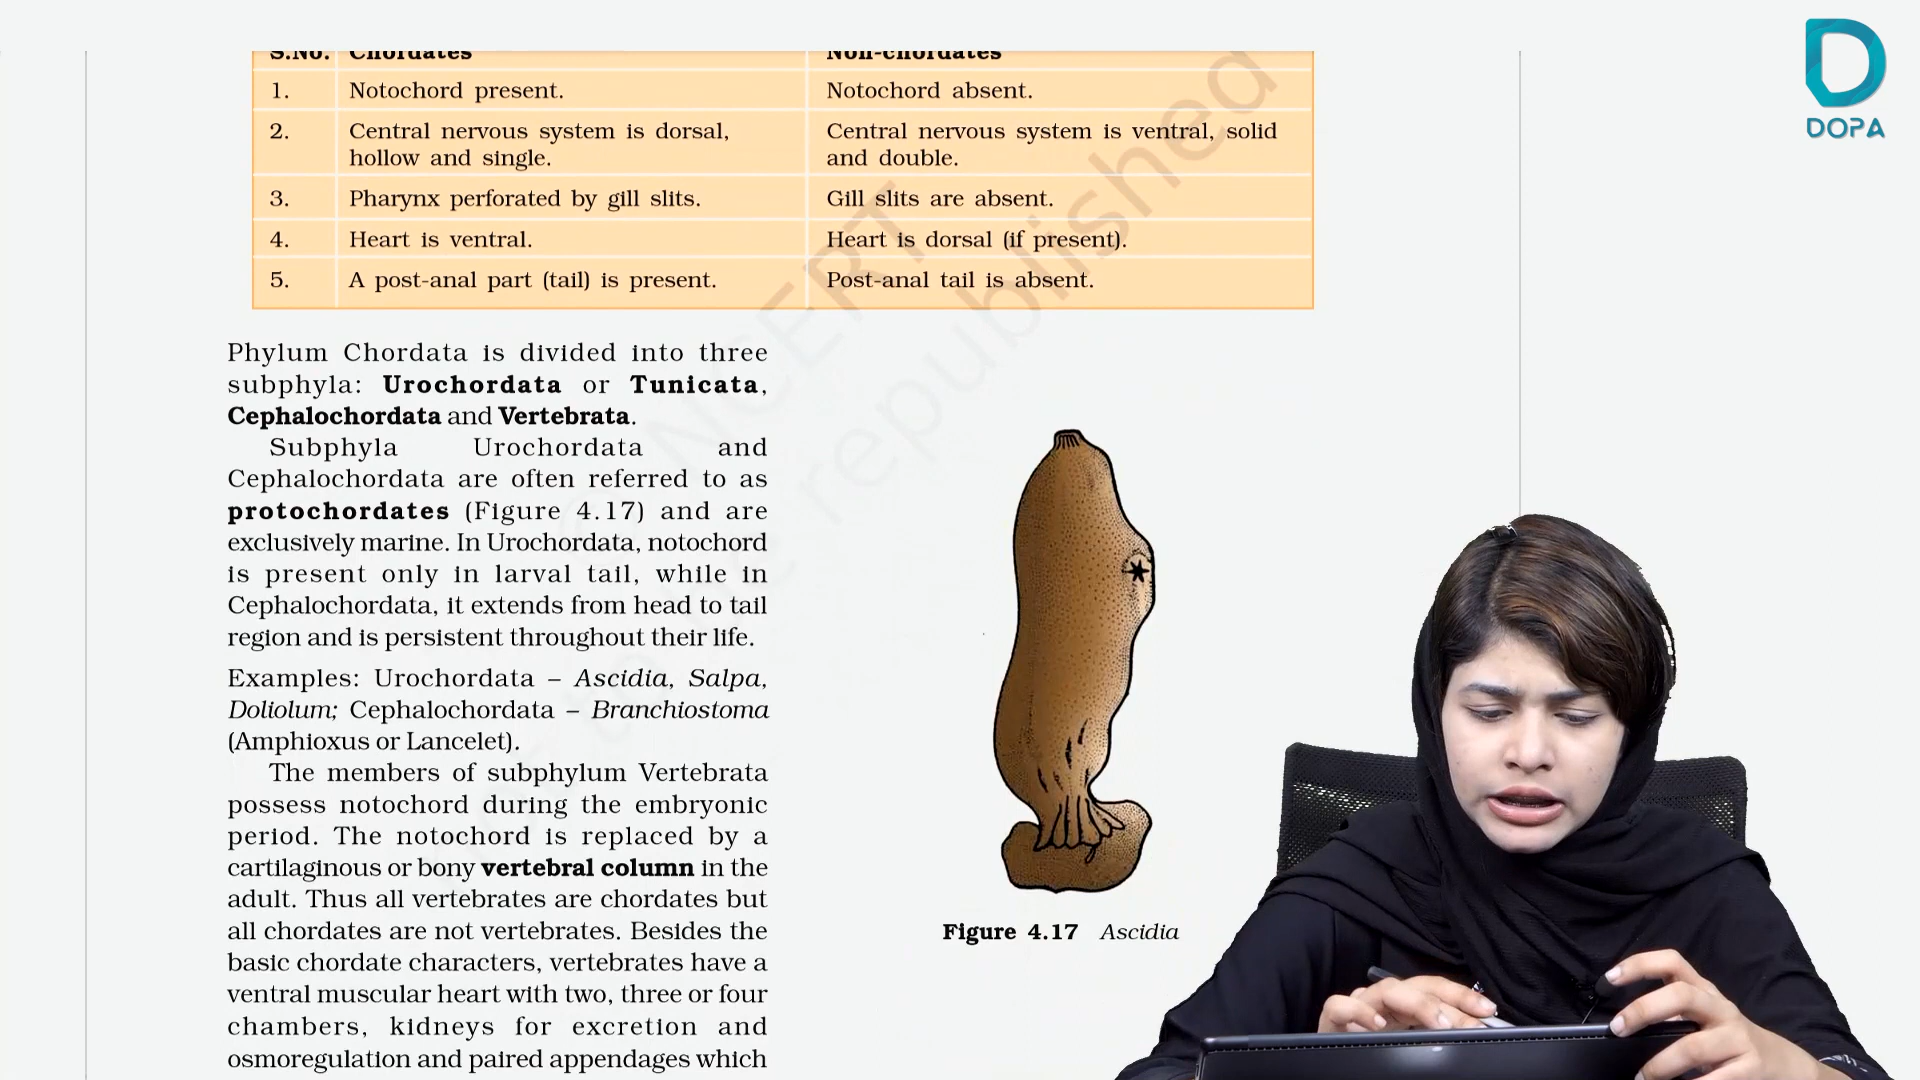 S.No. Chordates Non-chordates
1. Notochord present. Notochord absent.
2. Central nervous system is dorsal, hollow and single. Central nervous system is ventral, solid and double.
3. Pharynx perforated by gill slits. Gill slits are absent.
4. Heart is ventral. Heart is dorsal (if present).
5. A post-anal part (tail) is present. Post-anal tail is absent.
Phylum Chordata is divided into three
subphyla: Urochordata or Tunicata,
Cephalochordata and Vertebrata.
Subphyla Urochordata and
Cephalochordata are often referred to as
protochordates (Figure 4.17) and are
exclusively marine. In Urochordata, notochord
is present only in larval tail, while in
Cephalochordata, it extends from head to tail
region and is persistent throughout their life.
Examples: Urochordata – Ascidia, Salpa,
Doliolum; Cephalochordata – Branchiostoma
(Amphioxus or Lancelet).
The members of subphylum Vertebrata
possess notochord during the embryonic
period. The notochord is replaced by a
cartilaginous or bony vertebral column in the
adult. Thus all vertebrates are chordates but
all chordates are not vertebrates. Besides the
basic chordate characters, vertebrates have a
ventral muscular heart with two, three or four
chambers, kidneys for excretion and
osmoregulation and paired appendages which
Figure 4.17 Ascidia
DOPA
NCERT
republished